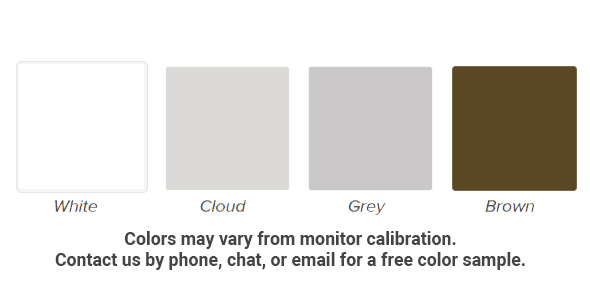 White Cloud Grey Brown
Colors may vary from monitor calibration.
Contact us by phone, chat, or email for a free color sample.